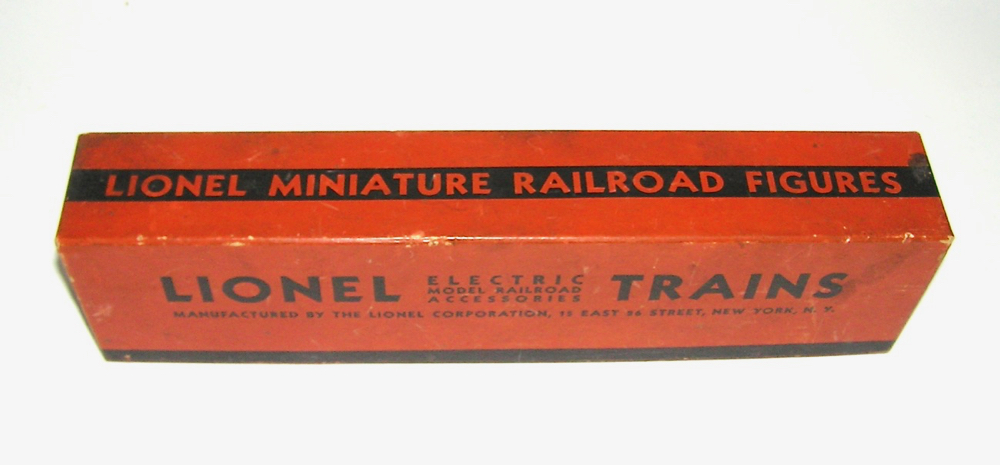 LIONEL MINIATURE RAILROAD FIGURES
LIONEL ELECTRIC MODEL RAILROAD ACCESSORIES TRAINS
MANUFACTURED BY THE LIONEL CORPORATION, 15 EAST 26 STREET, NEW YORK, N. Y.